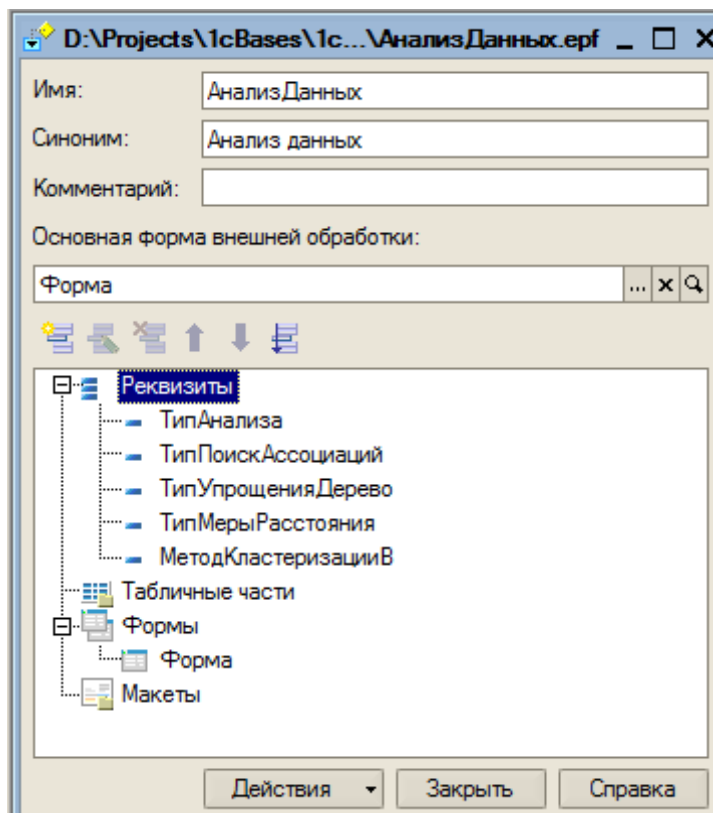 D:\Projects\1cBases\1c...\АнализДанных.epf
Имя: АнализДанных
Синоним: Анализ данных
Комментарий:
Основная форма внешней обработки:
Форма ... x
Реквизиты
ТипАнализа
ТипПоискАссоциаций
ТипУпрощенияДерево
ТипМерыРасстояния
МетодКластеризацииВ
Табличные части
Формы
Форма
Макеты
Действия Закрыть Справка